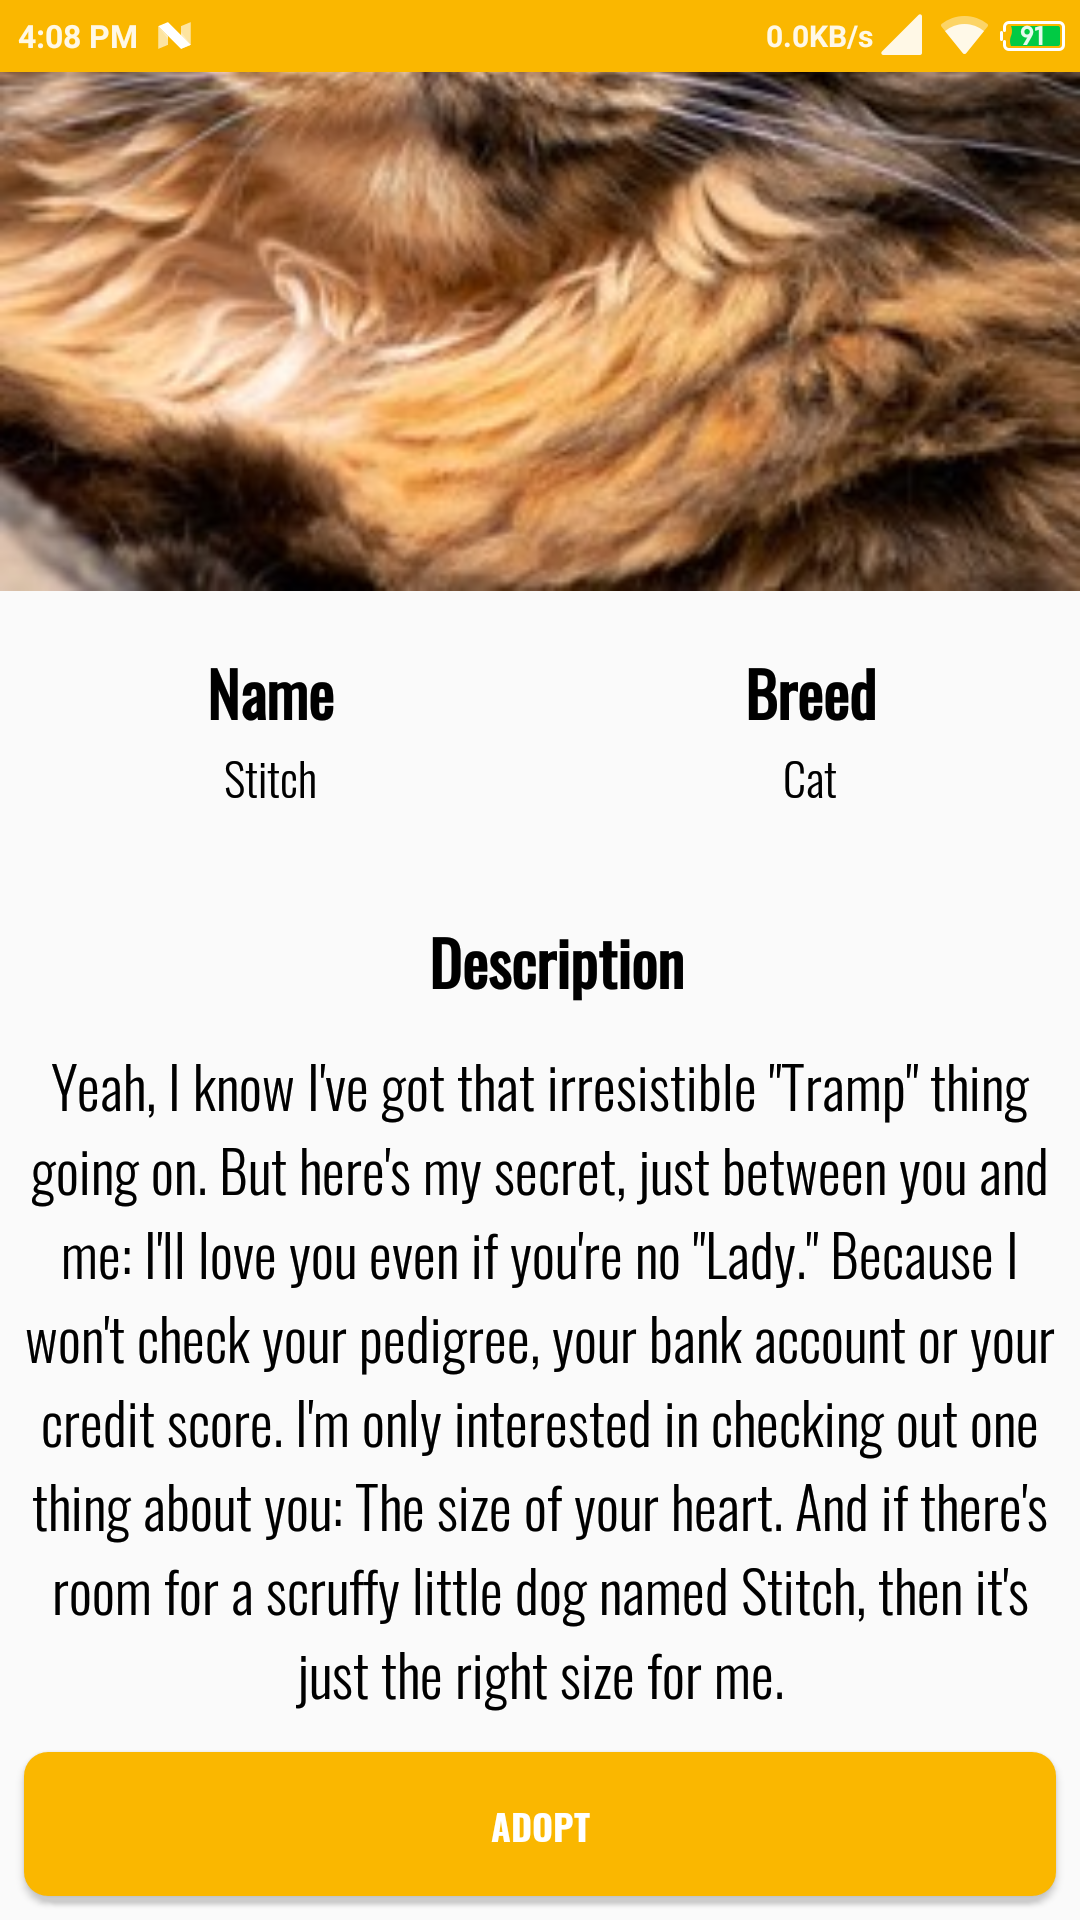 4:08 PM 0.0KB/s 91
Name Breed
Stitch Cat
Description
Yeah, I know I've got that irresistible "Tramp" thing
going on. But here's my secret, just between you and
me: I'll love you even if you're no "Lady." Because I
won't check your pedigree, your bank account or your
credit score. I'm only interested in checking out one
thing about you: The size of your heart. And if there's
room for a scruffy little dog named Stitch, then it's
just the right size for me.
ADOPT